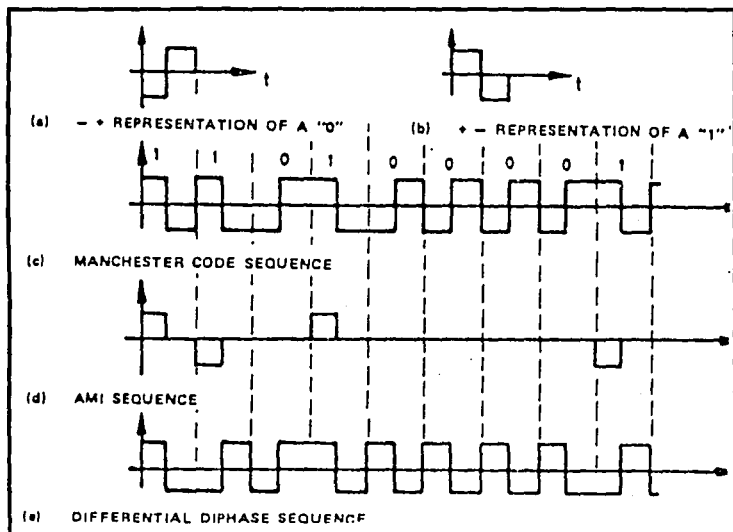 t t
(a) – + REPRESENTATION OF A "0" (b) + – REPRESENTATION OF A "1"
1 1 0 1 0 0 0 0 1
(c) MANCHESTER CODE SEQUENCE
(d) AMI SEQUENCE
(e) DIFFERENTIAL DIPHASE SEQUENCE